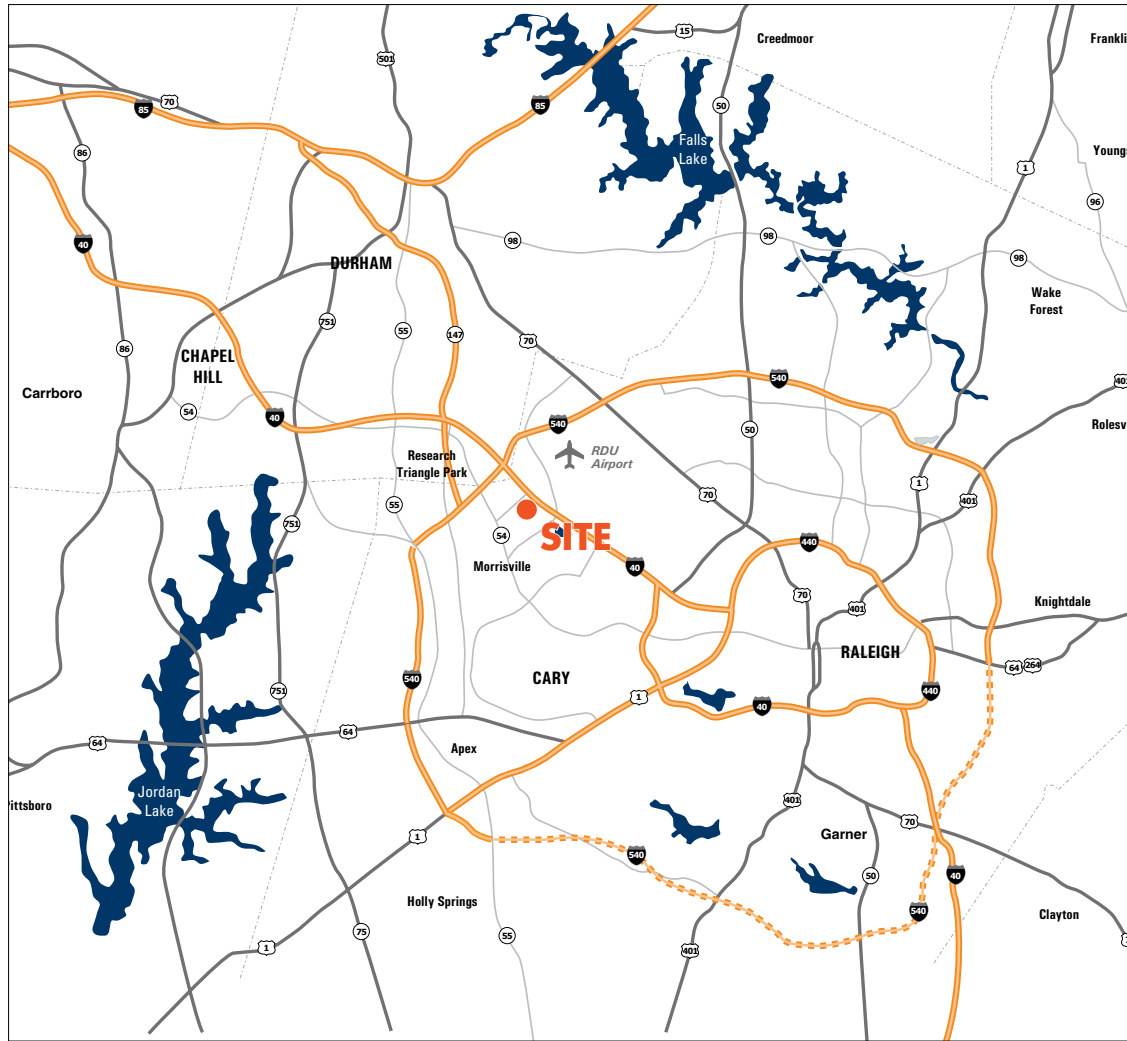 15
Creedmoor
Frankli
501
85
70
85
50
86
Falls
Lake
Youngs
1
96
40
98
98
98
DURHAM
Wake
Forest
751
55
147
70
86
CHAPEL
HILL
Carrboro
540
401
54
40
540
50
Rolesv
RDU
Airport
Research
Triangle Park
70
1
401
55
751
SITE
54
440
Morrisville
40
70
401
Knightdale
RALEIGH
64
264
540
CARY
440
751
1
40
64
64
Apex
Jordan
Lake
Pittsboro
401
70
1
Garner
540
50
40
Holly Springs
540
Clayton
75
55
1
401